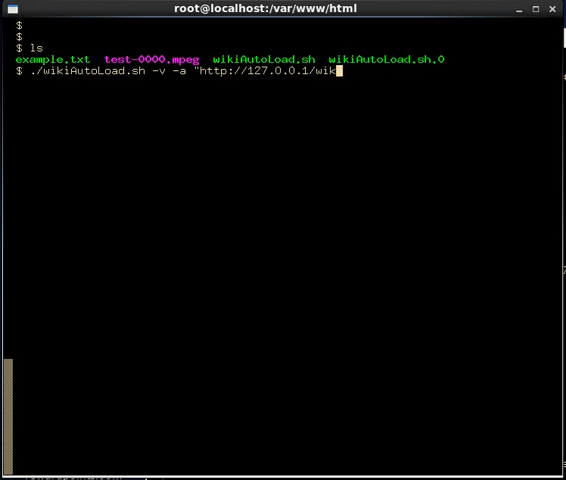 root@localhost:/var/www/html
$
$
$ ls
example.txt test-0000.mpeg wikiAutoLoad.sh wikiAutoLoad.sh.0
$ ./wikiAutoLoad.sh -v -a "http://127.0.0.1/wik